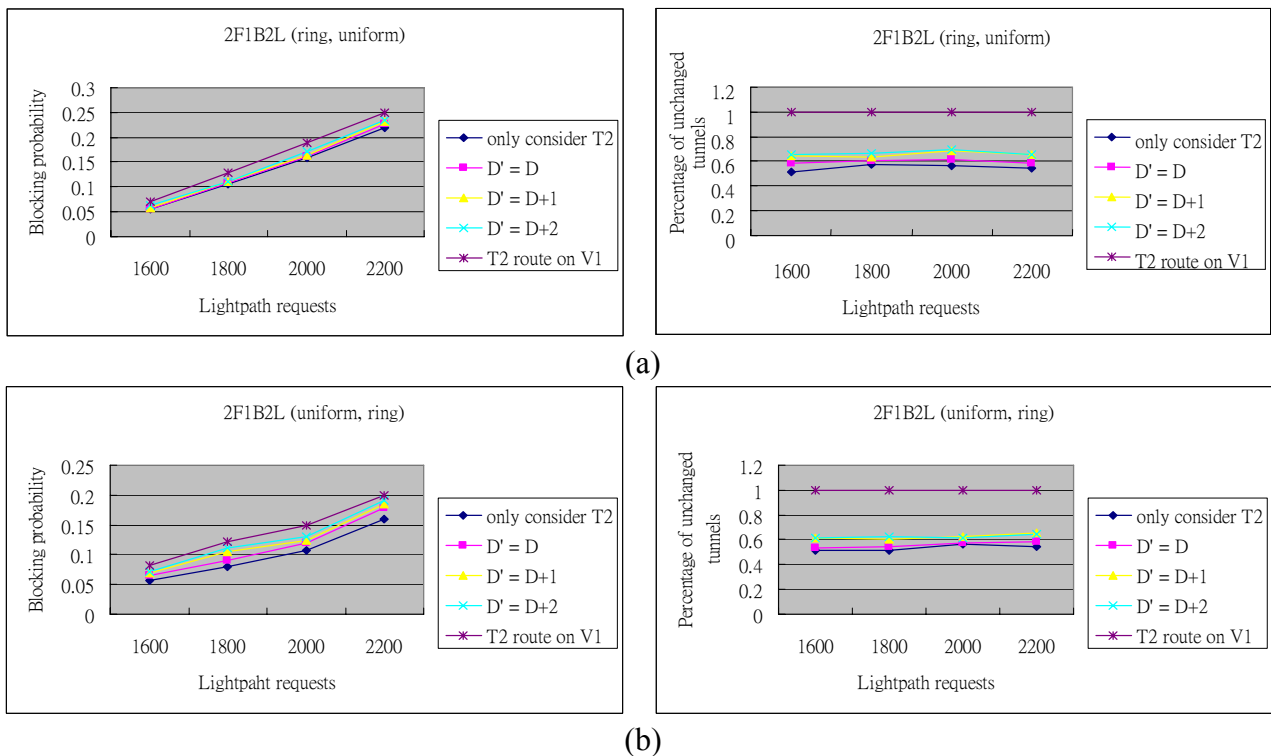 2F1B2L (ring, uniform)
Blocking probability
0.3
0.25
0.2
0.15
0.1
0.05
0
1600 1800 2000 2200
Lightpath requests
only consider T2
D' = D
D' = D+1
D' = D+2
T2 route on V1
2F1B2L (ring, uniform)
Percentage of unchanged
tunnels
1.2
1
0.8
0.6
0.4
0.2
0
1600 1800 2000 2200
Lightpath requests
only consider T2
D' = D
D' = D+1
D' = D+2
T2 route on V1
(a)
2F1B2L (uniform, ring)
Blocking probability
0.25
0.2
0.15
0.1
0.05
0
1600 1800 2000 2200
Lightpaht requests
only consider T2
D' = D
D' = D+1
D' = D+2
T2 route on V1
2F1B2L (uniform, ring)
Percentage of unchanged
tunnels
1.2
1
0.8
0.6
0.4
0.2
0
1600 1800 2000 2200
Lightpath requests
only consider T2
D' = D
D' = D+1
D' = D+2
T2 route on V1
(b)